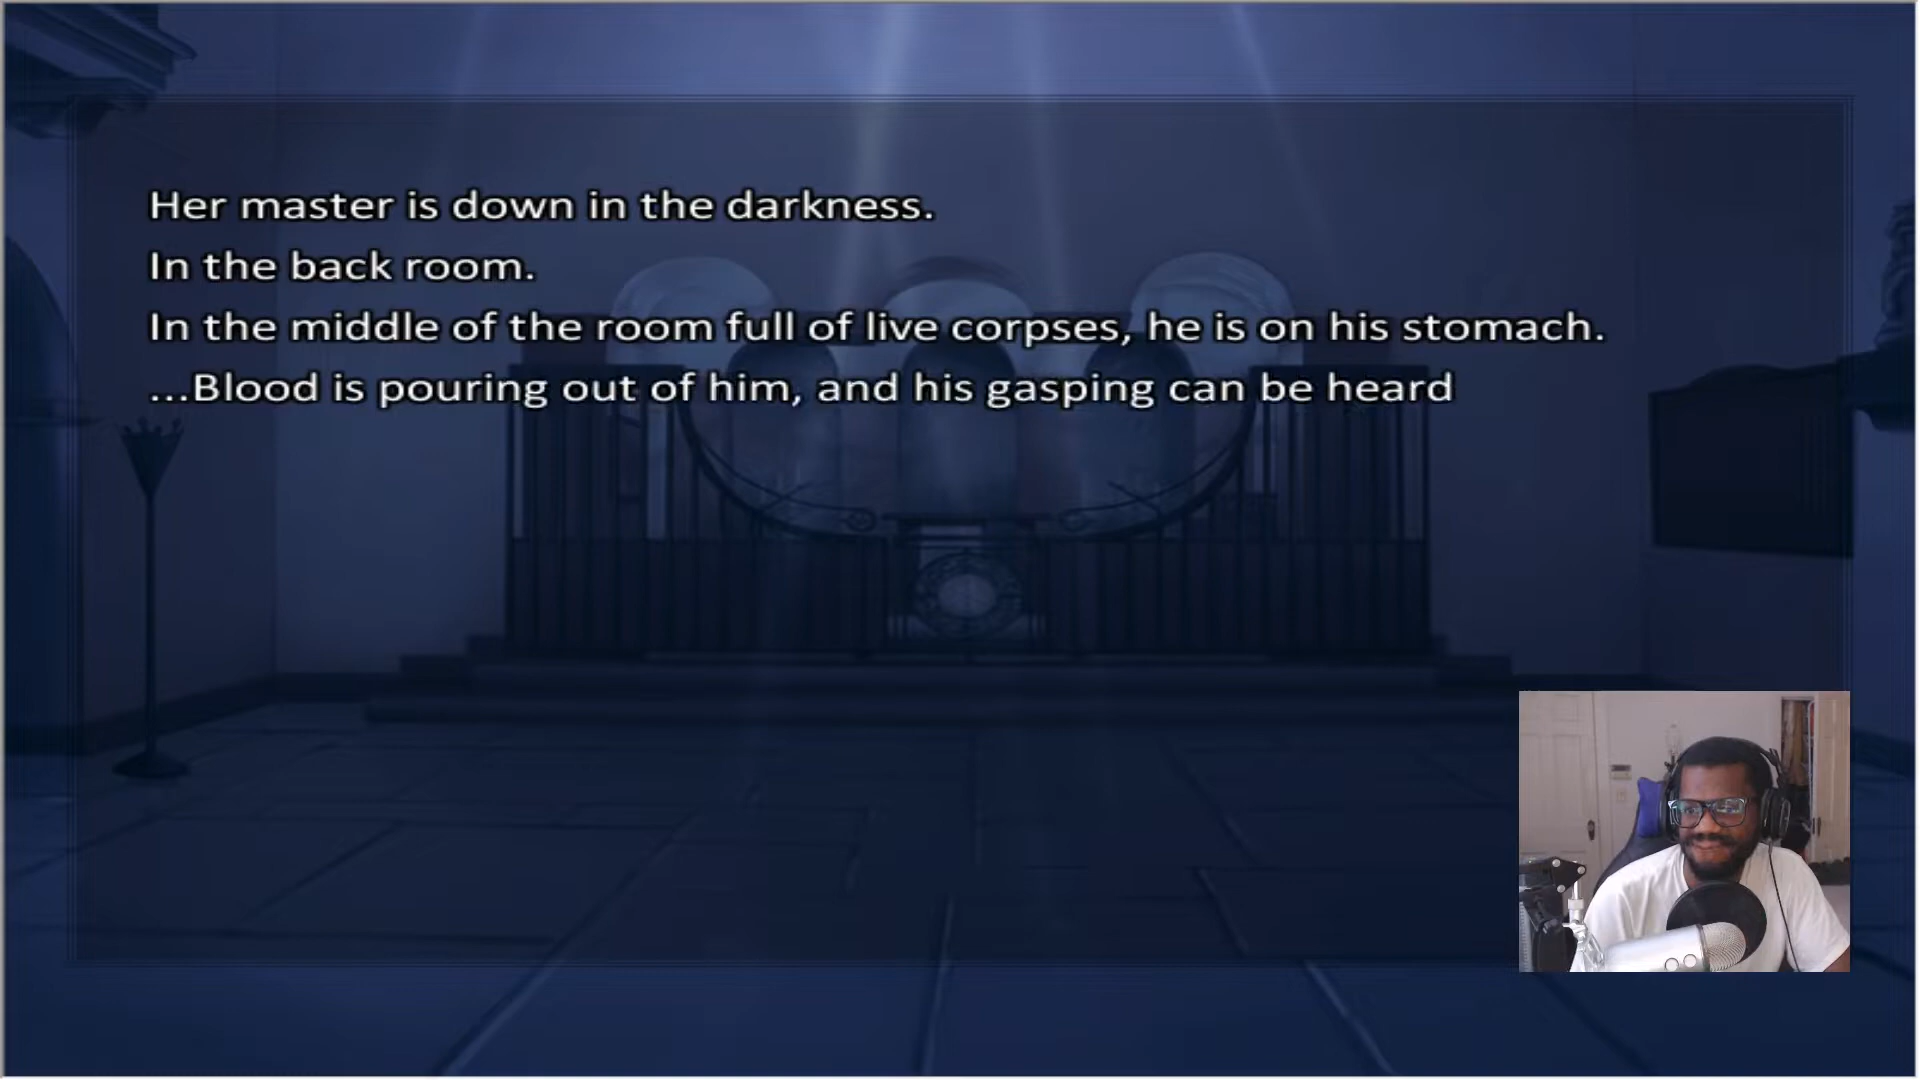 Her master is down in the darkness.
In the back room.
In the middle of the room full of live corpses, he is on his stomach.
...Blood is pouring out of him, and his gasping can be heard